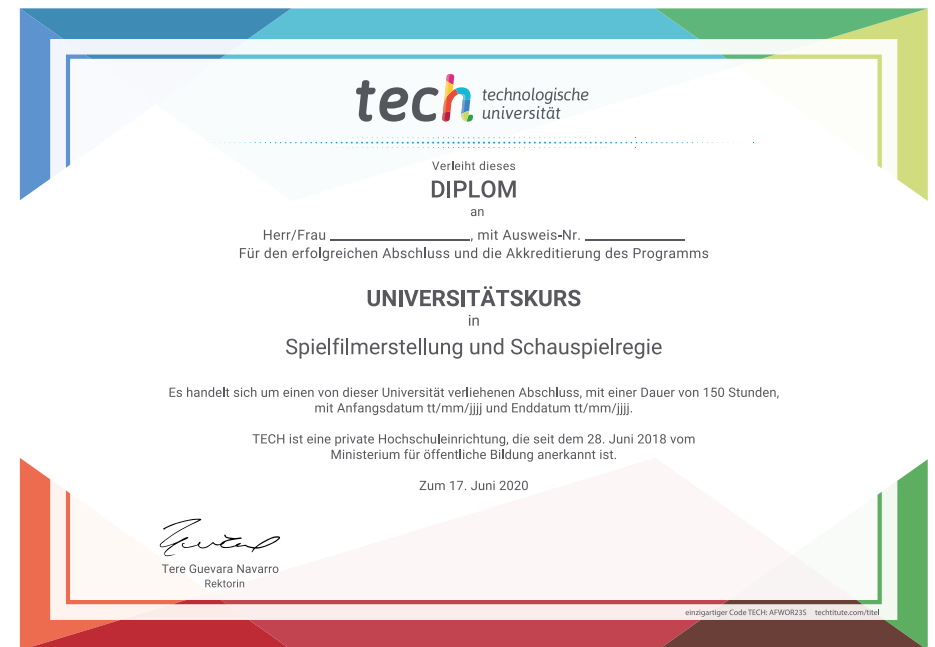 tech technologische
universität
Verleiht dieses
DIPLOM
an
Herr/Frau ____________, mit Ausweis-Nr. ____________
Für den erfolgreichen Abschluss und die Akkreditierung des Programms
UNIVERSITÄTSKURS
in
Spielfilmerstellung und Schauspielregie
Es handelt sich um einen von dieser Universität verliehenen Abschluss, mit einer Dauer von 150 Stunden,
mit Anfangsdatum tt/mm/jjjj und Enddatum tt/mm/jjjj.
TECH ist eine private Hochschuleinrichtung, die seit dem 28. Juni 2018 vom
Ministerium für öffentliche Bildung anerkannt ist.
Zum 17. Juni 2020
Tere Guevara Navarro
Rektorin
einzigartiger Code TECH: AFWOR23S techtitute.com/titel